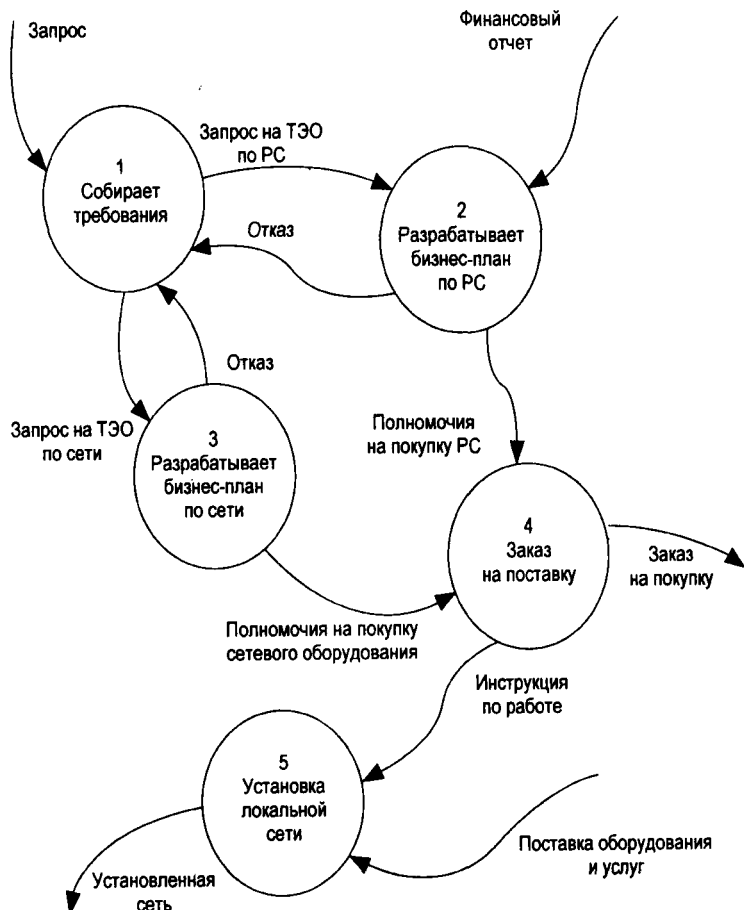 Запрос
Финансовый
отчет
Запрос на ТЭО
по РС
1
Собирает
требования
2
Разрабатывает
бизнес-план
по РС
Отказ
Отказ
Запрос на ТЭО
по сети
3
Разрабатывает
бизнес-план
по сети
Полномочия
на покупку РС
4
Заказ
на поставку
Заказ
на покупку
Полномочия на покупку
сетевого оборудования
Инструкция
по работе
5
Установка
локальной
сети
Поставка оборудования
и услуг
Установленная
сеть